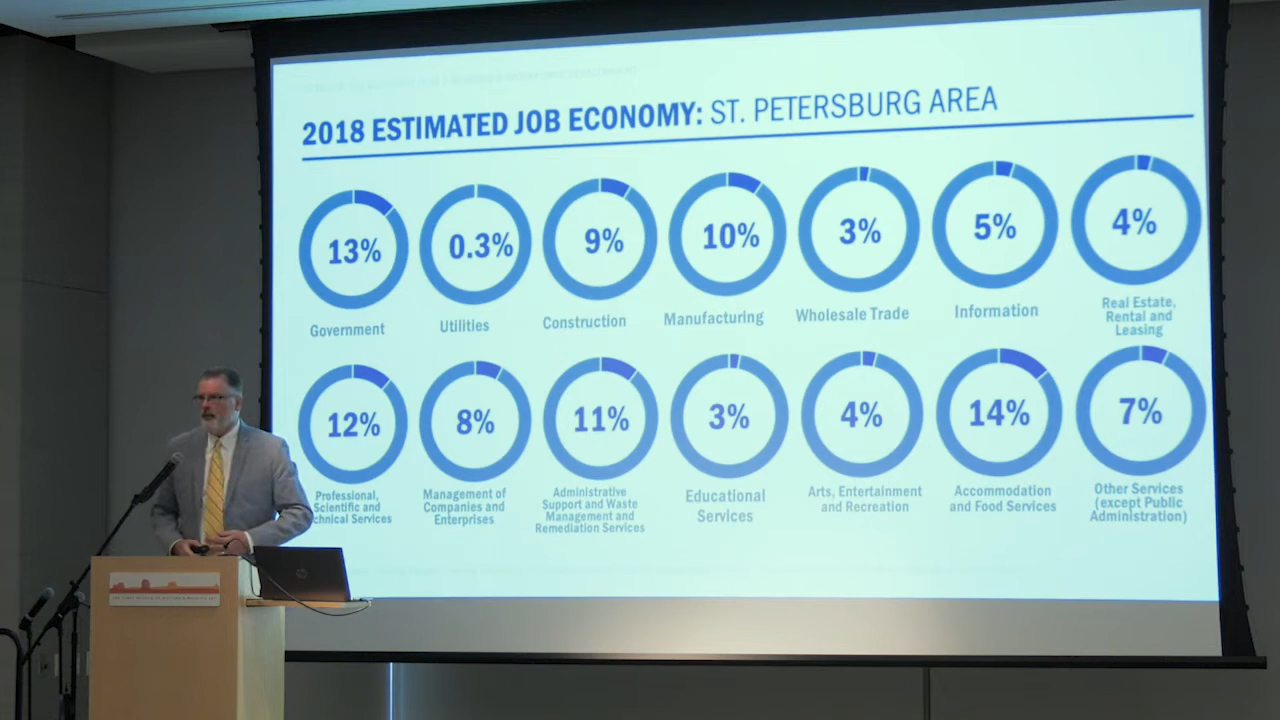 2018 ESTIMATED JOB ECONOMY: ST. PETERSBURG AREA
13%
0.3%
9%
10%
3%
5%
4%
Government
Utilities
Construction
Manufacturing
Wholesale Trade
Information
Real Estate,
Rental and
Leasing
12%
8%
11%
3%
4%
14%
7%
Professional,
Scientific and
chnical Services
Management of
Companies and
Enterprises
Administrative
Support and Waste
Management and
Remediation Services
Educational
Services
Arts, Entertainment
and Recreation
Accommodation
and Food Services
Other Services
(except Public
Administration)